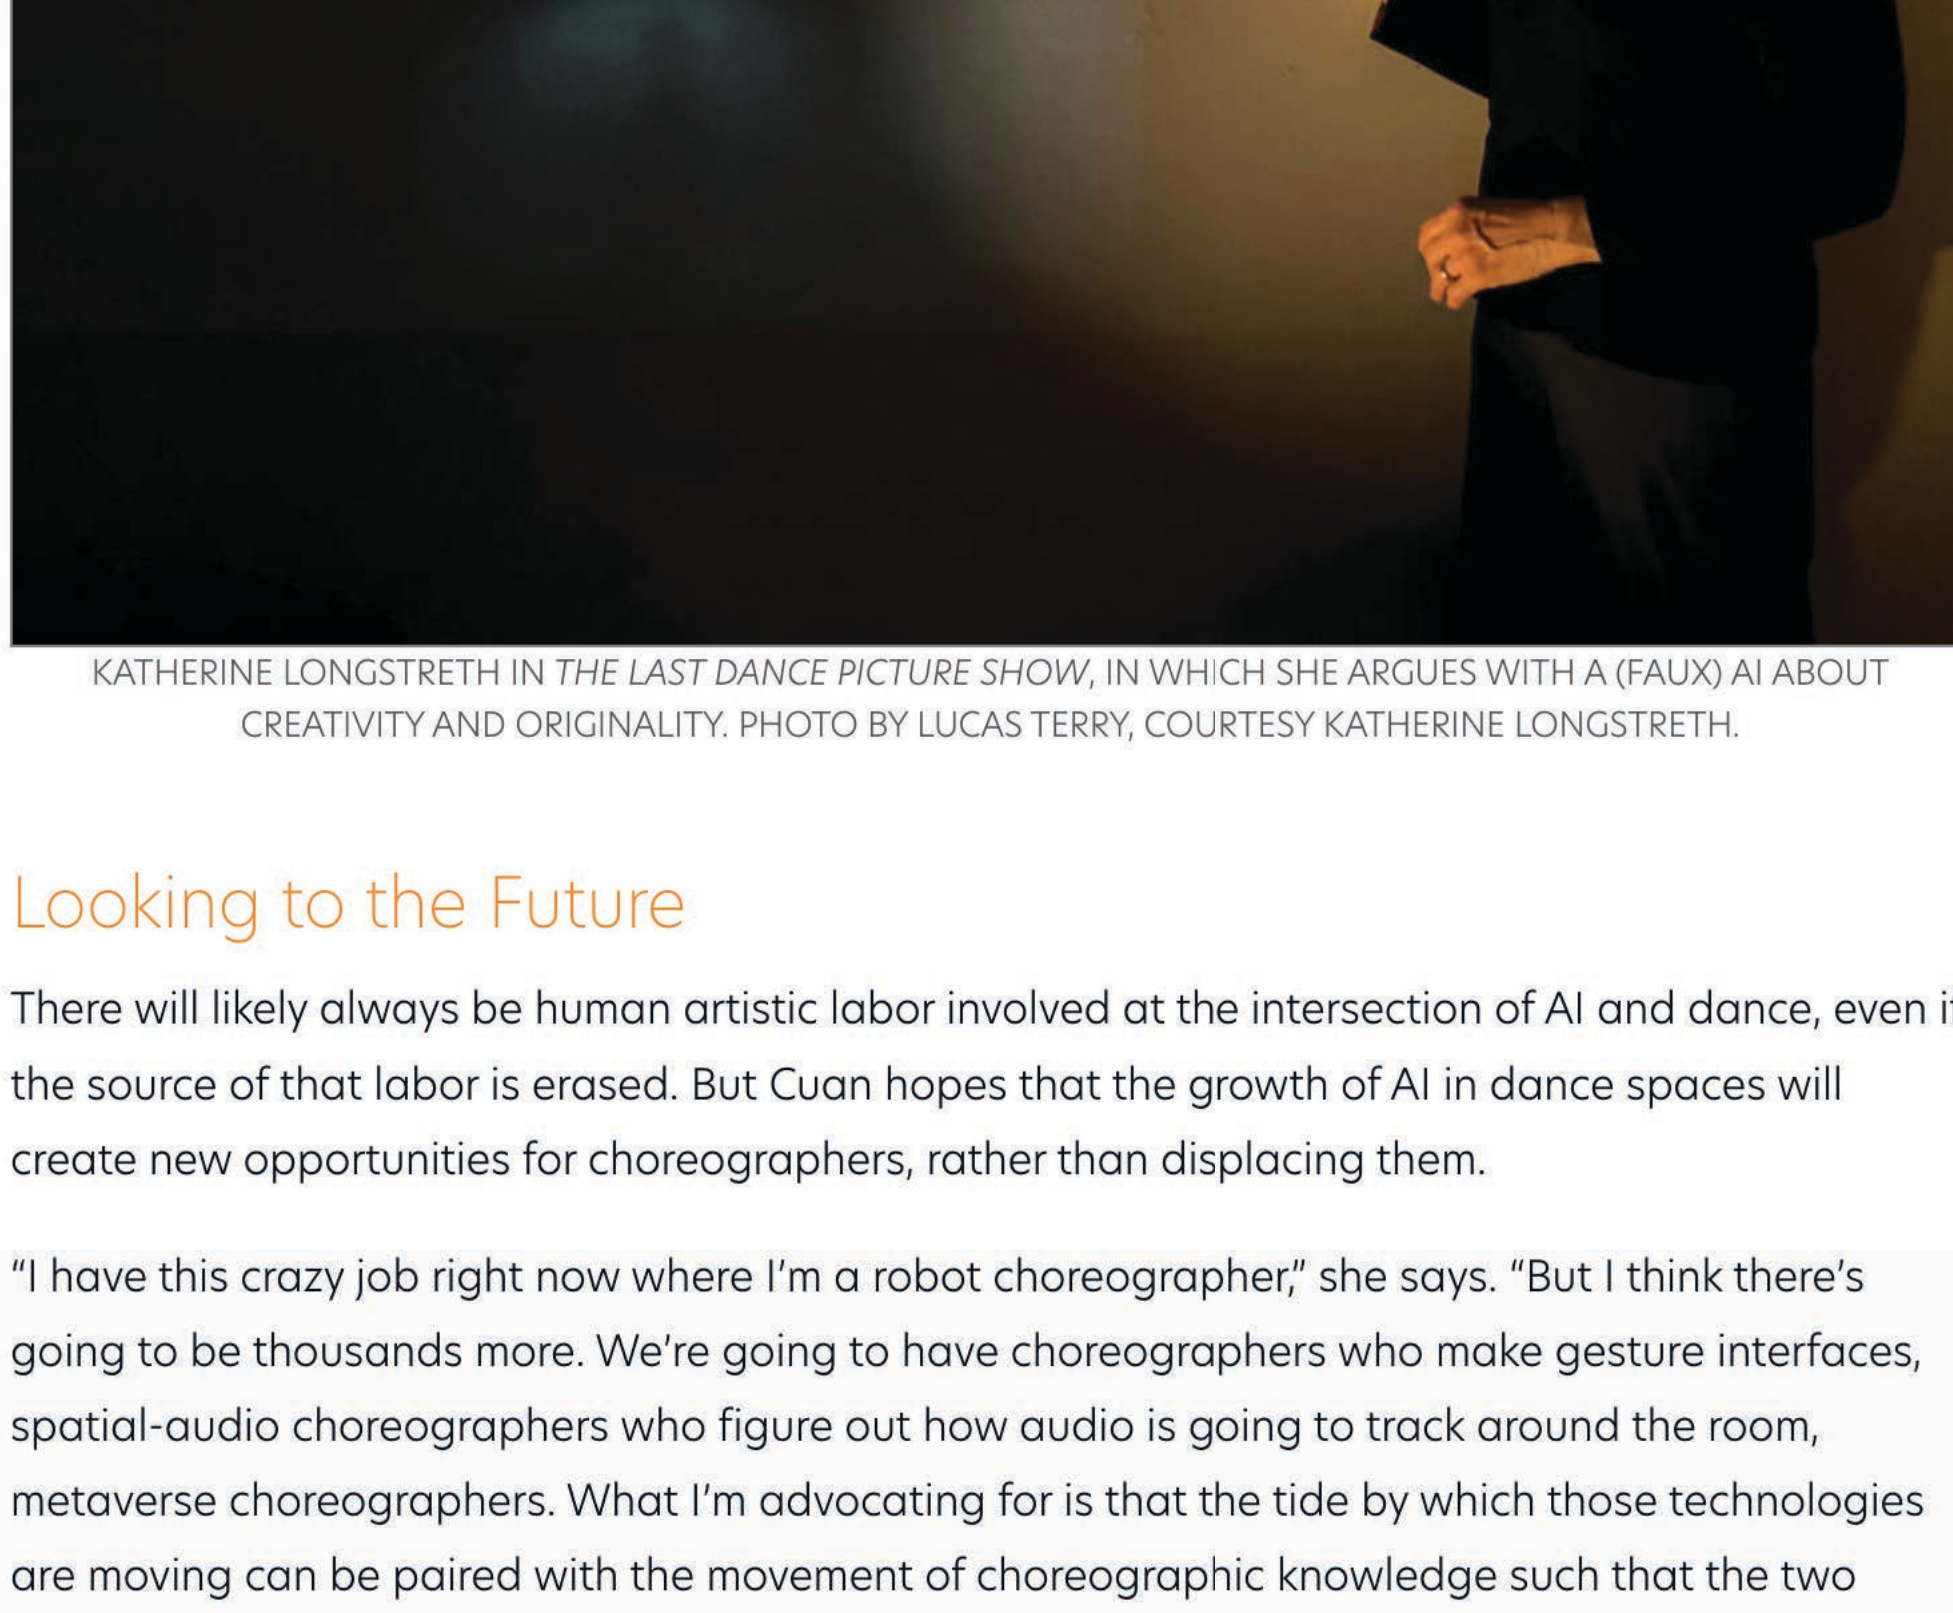 KATHERINE LONGSTRETH IN THE LAST DANCE PICTURE SHOW, IN WHICH SHE ARGUES WITH A (FAUX) AI ABOUT
CREATIVITY AND ORIGINALITY. PHOTO BY LUCAS TERRY, COURTESY KATHERINE LONGSTRETH.
Looking to the Future
There will likely always be human artistic labor involved at the intersection of AI and dance, even if
the source of that labor is erased. But Cuan hopes that the growth of AI in dance spaces will
create new opportunities for choreographers, rather than displacing them.
“I have this crazy job right now where I’m a robot choreographer,” she says. “But I think there’s
going to be thousands more. We’re going to have choreographers who make gesture interfaces,
spatial-audio choreographers who figure out how audio is going to track around the room,
metaverse choreographers. What I’m advocating for is that the tide by which those technologies
are moving can be paired with the movement of choreographic knowledge such that the two